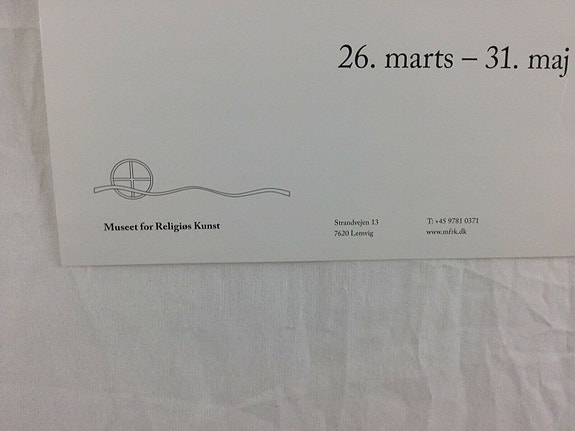 26. marts – 31. maj
Museet for Religiøs Kunst
Strandvejen 13
7620 Lemvig
T: +45 9781 0371
www.mfrk.dk